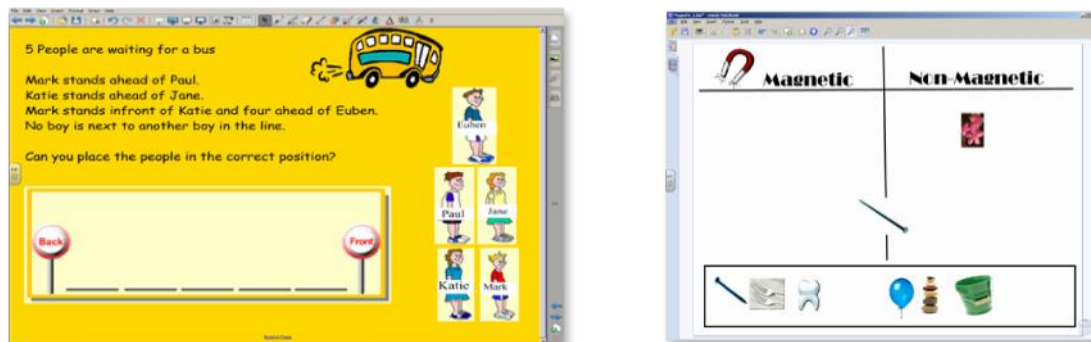 5 People are waiting for a bus
Mark stands ahead of Paul.
Katie stands ahead of Jane.
Mark stands infront of Katie and four ahead of Euben.
No boy is next to another boy in the line.
Can you place the people in the correct position?
Euben
Paul
Jane
Katie
Mark
Back
Front
Magnetic
Non-Magnetic